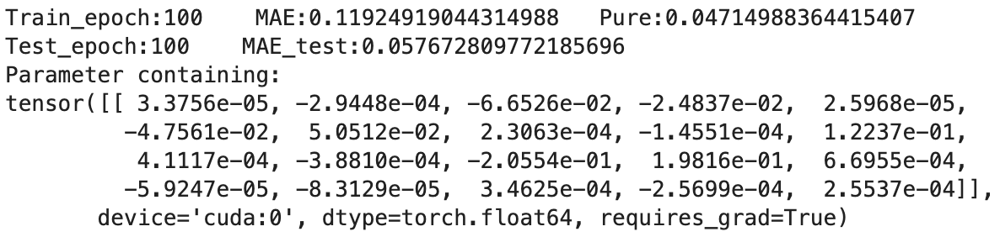 Train_epoch:100    MAE:0.11924919044314988   Pure:0.04714988364415407
Test_epoch:100    MAE_test:0.057672809772185696
Parameter containing:
tensor([[ 3.3756e-05, -2.9448e-04, -6.6526e-02, -2.4837e-02,  2.5968e-05,
         -4.7561e-02,  5.0512e-02,  2.3063e-04, -1.4551e-04,  1.2237e-01,
          4.1117e-04, -3.8810e-04, -2.0554e-01,  1.9816e-01,  6.6955e-04,
         -5.9247e-05, -8.3129e-05,  3.4625e-04, -2.5699e-04,  2.5537e-04]],
       device='cuda:0', dtype=torch.float64, requires_grad=True)